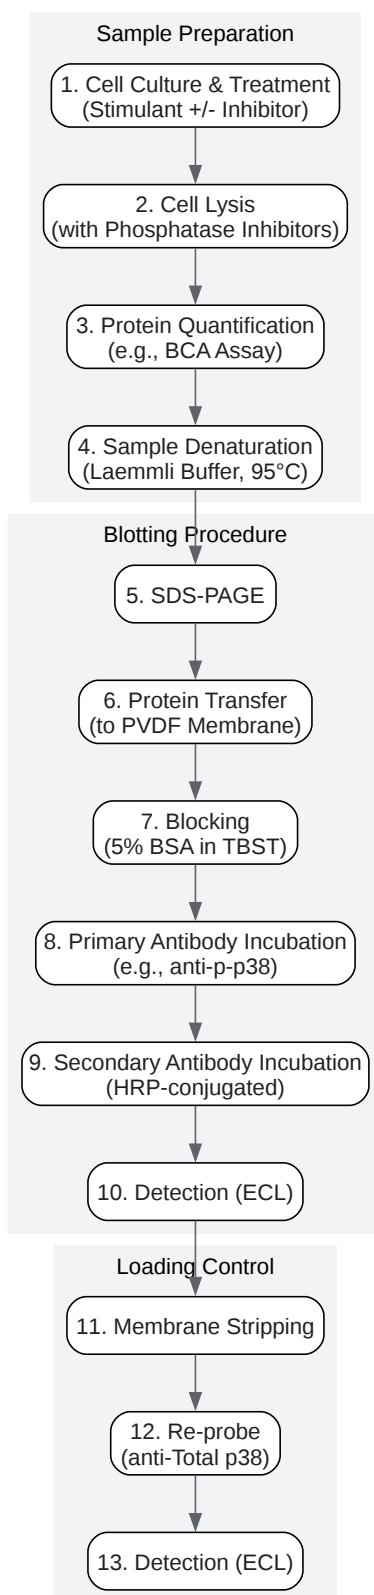 Sample Preparation
1. Cell Culture & Treatment
(Stimulant +/- Inhibitor)
2. Cell Lysis
(with Phosphatase Inhibitors)
3. Protein Quantification
(e.g., BCA Assay)
4. Sample Denaturation
(Laemmli Buffer, 95°C)
Blotting Procedure
5. SDS-PAGE
6. Protein Transfer
(to PVDF Membrane)
7. Blocking
(5% BSA in TBST)
8. Primary Antibody Incubation
(e.g., anti-p-p38)
9. Secondary Antibody Incubation
(HRP-conjugated)
10. Detection (ECL)
Loading Control
11. Membrane Stripping
12. Re-probe
(anti-Total p38)
13. Detection (ECL)